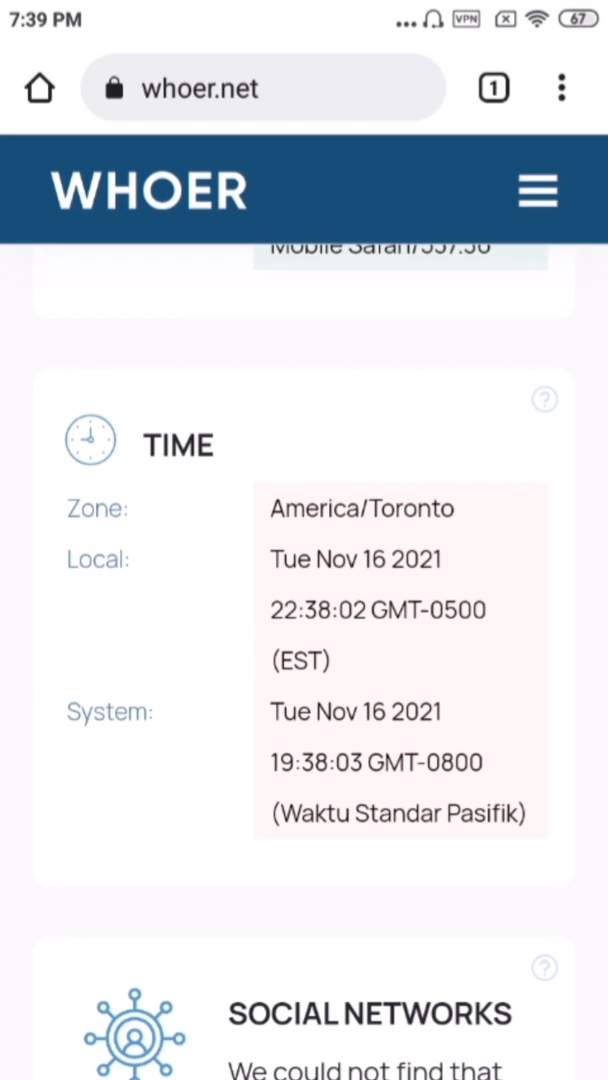 7:39 PM
VPN
67
whoer.net
1
WHOER
Mobile Safari/537.36
TIME
Zone: America/Toronto
Local: Tue Nov 16 2021
22:38:02 GMT-0500
(EST)
System: Tue Nov 16 2021
19:38:03 GMT-0800
(Waktu Standar Pasifik)
SOCIAL NETWORKS
We could not find that